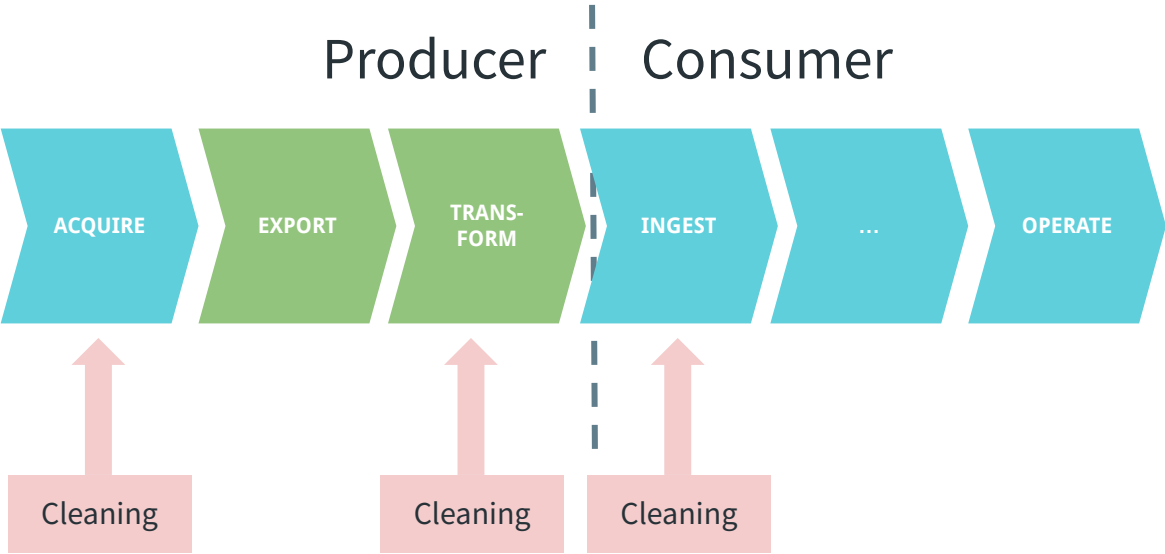 Producer
Consumer
ACQUIRE
EXPORT
TRANS-
FORM
INGEST
...
OPERATE
Cleaning
Cleaning
Cleaning